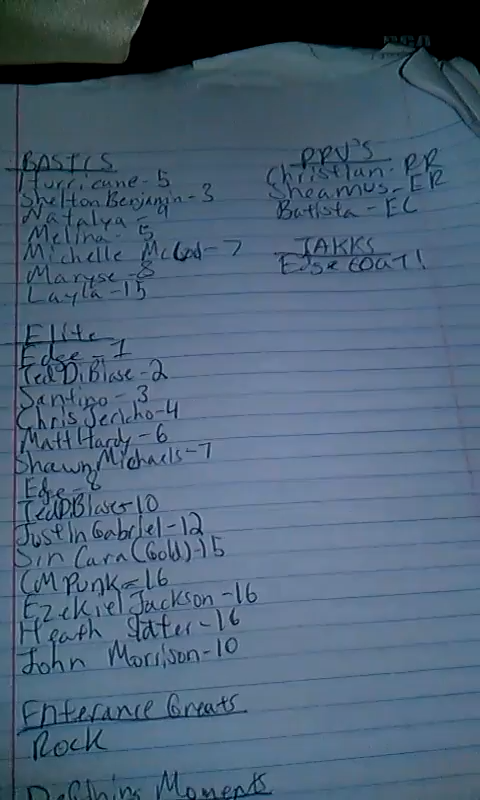 BASICS
Hurricane-5
Shelton Benjamin-3
Natalya-4
Melina-5
Michelle McCool-7
Maryse-8
Layla-15
Elite
Edge-1
Ted DiBiase-2
Santino-3
Chris Jericho-4
Matt Hardy-6
Shawn Michaels-7
Edge-8
Ted DiBiase-10
Justin Gabriel-12
Sin Cara (Gold)-15
CM Punk-16
Ezekiel Jackson-16
Heath Slater-16
John Morrison-10
Enterance Greats
Rock
Defining Moments
PPV'S
Christian-RR
Sheamus-ER
Batista-EC
JAKKS
Edge COAT!